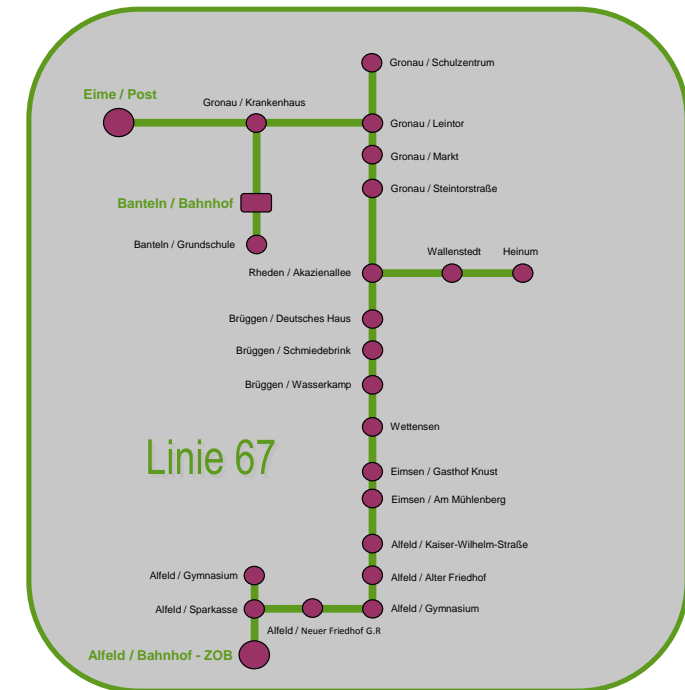 Gronau / Schulzentrum
Eime / Post
Gronau / Krankenhaus
Gronau / Leintor
Gronau / Markt
Gronau / Steintorstraße
Banteln / Bahnhof
Banteln / Grundschule
Wallenstedt
Heinum
Rheden / Akazienallee
Brüggen / Deutsches Haus
Brüggen / Schmiedebrink
Brüggen / Wasserkamp
Wettensen
Linie 67
Eimsen / Gasthof Knust
Eimsen / Am Mühlenberg
Alfeld / Kaiser-Wilhelm-Straße
Alfeld / Gymnasium
Alfeld / Alter Friedhof
Alfeld / Sparkasse
Alfeld / Gymnasium
Alfeld / Neuer Friedhof G.R
Alfeld / Bahnhof - ZOB